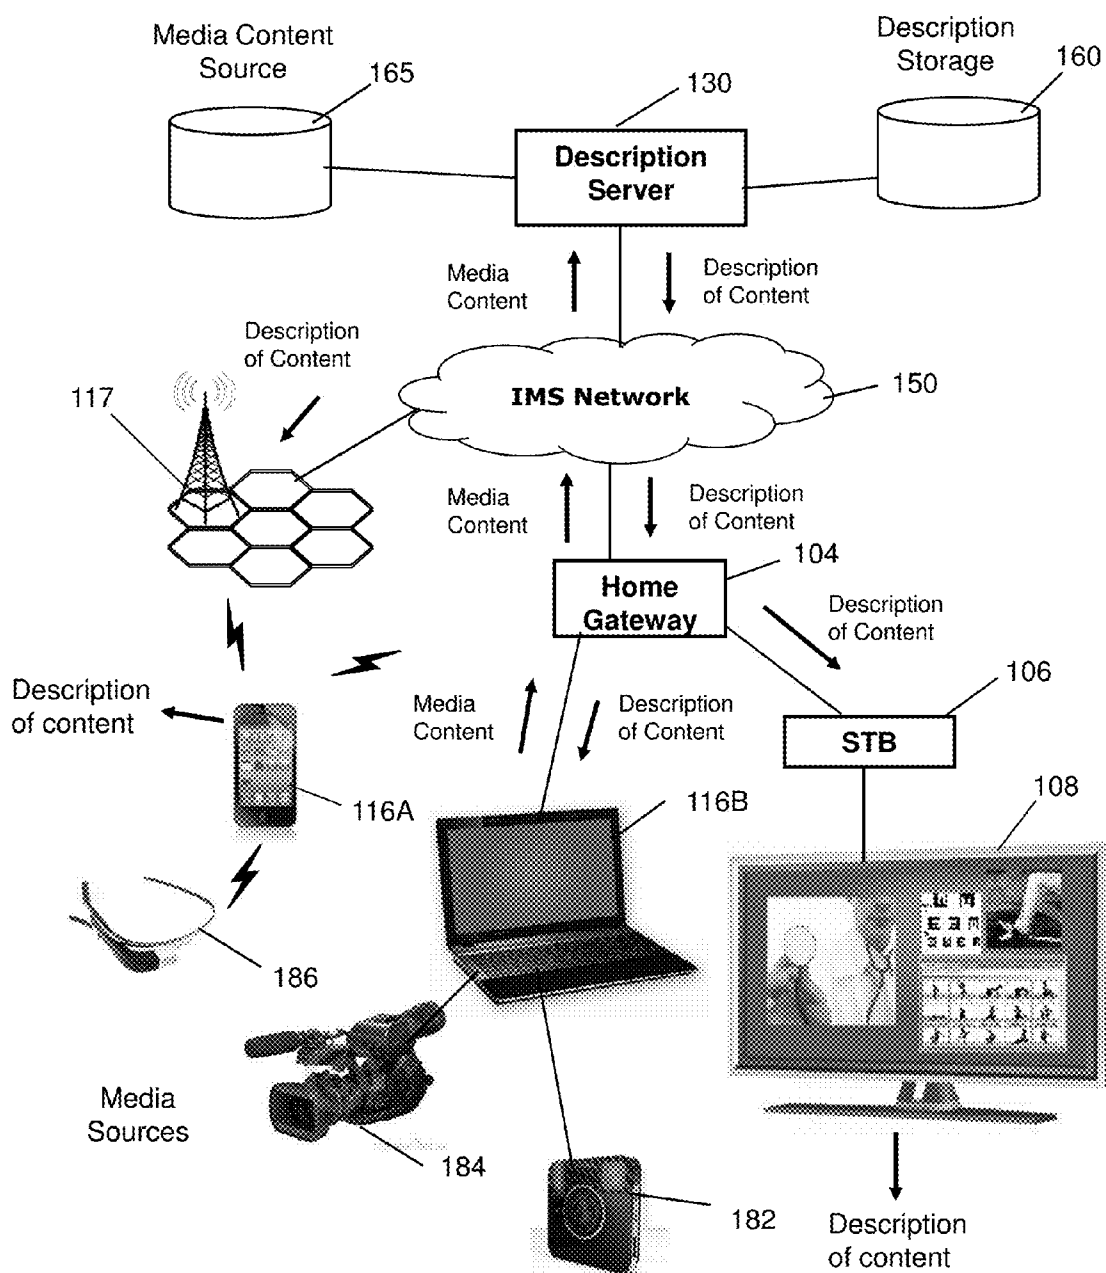 Media Content
Source
165
130
Description
Storage
160
Description
Server
Media
Content
Description
of Content
Description
of Content
117
IMS Network
150
Media
Content
Description
of Content
104
Home
Gateway
Description
of Content
Description
of content
Media
Content
Description
of Content
106
STB
116A
116B
108
186
Media
Sources
184
182
Description
of content